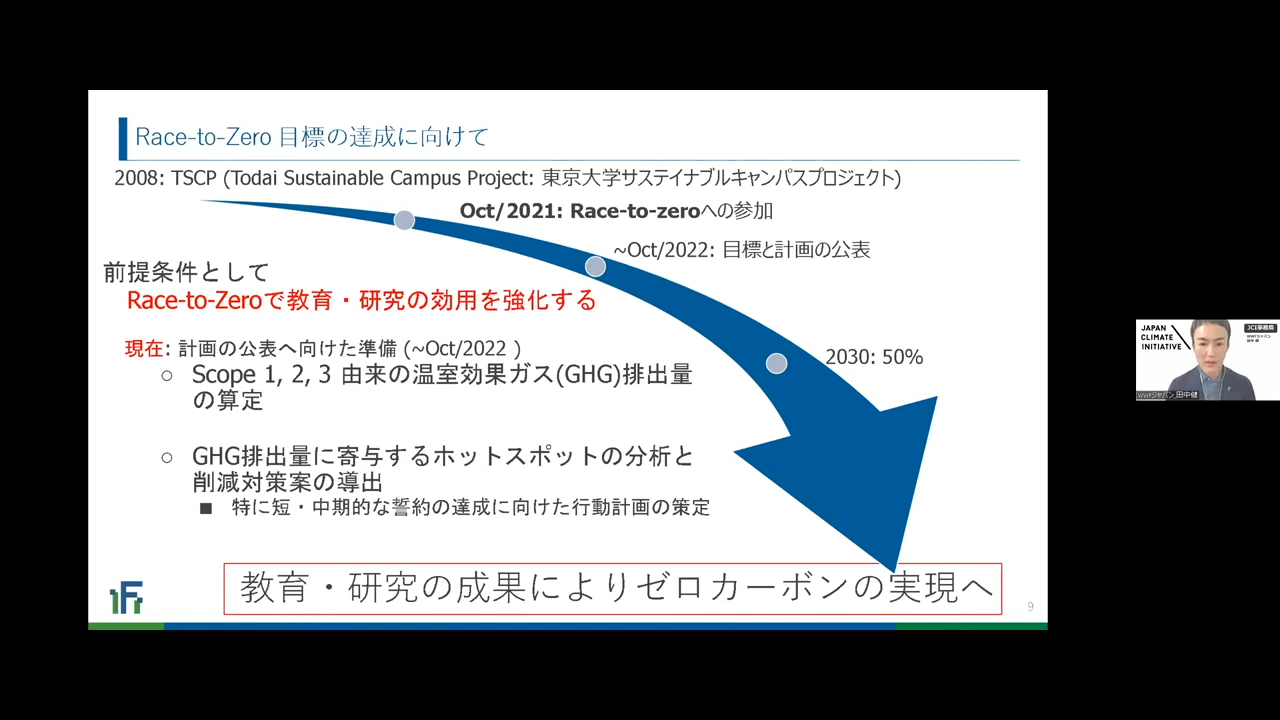 Race-to-Zero 目標の達成に向けて
2008: TSCP (Todai Sustainable Campus Project: 東京大学サステイナブルキャンパスプロジェクト)
Oct/2021: Race-to-zeroへの参加
~Oct/2022: 目標と計画の公表
前提条件として
Race-to-Zeroで教育・研究の効用を強化する
現在: 計画の公表へ向けた準備 (~Oct/2022 )
2030: 50%
○ Scope 1, 2, 3 由来の温室効果ガス(GHG)排出量
の算定
○ GHG排出量に寄与するホットスポットの分析と
削減対策案の導出
■ 特に短・中期的な誓約の達成に向けた行動計画の策定
教育・研究の成果によりゼロカーボンの実現へ
9
JAPAN
CLIMATE
INITIATIVE
JCI事務局
WWFジャパン
WWFジャパン_田中健